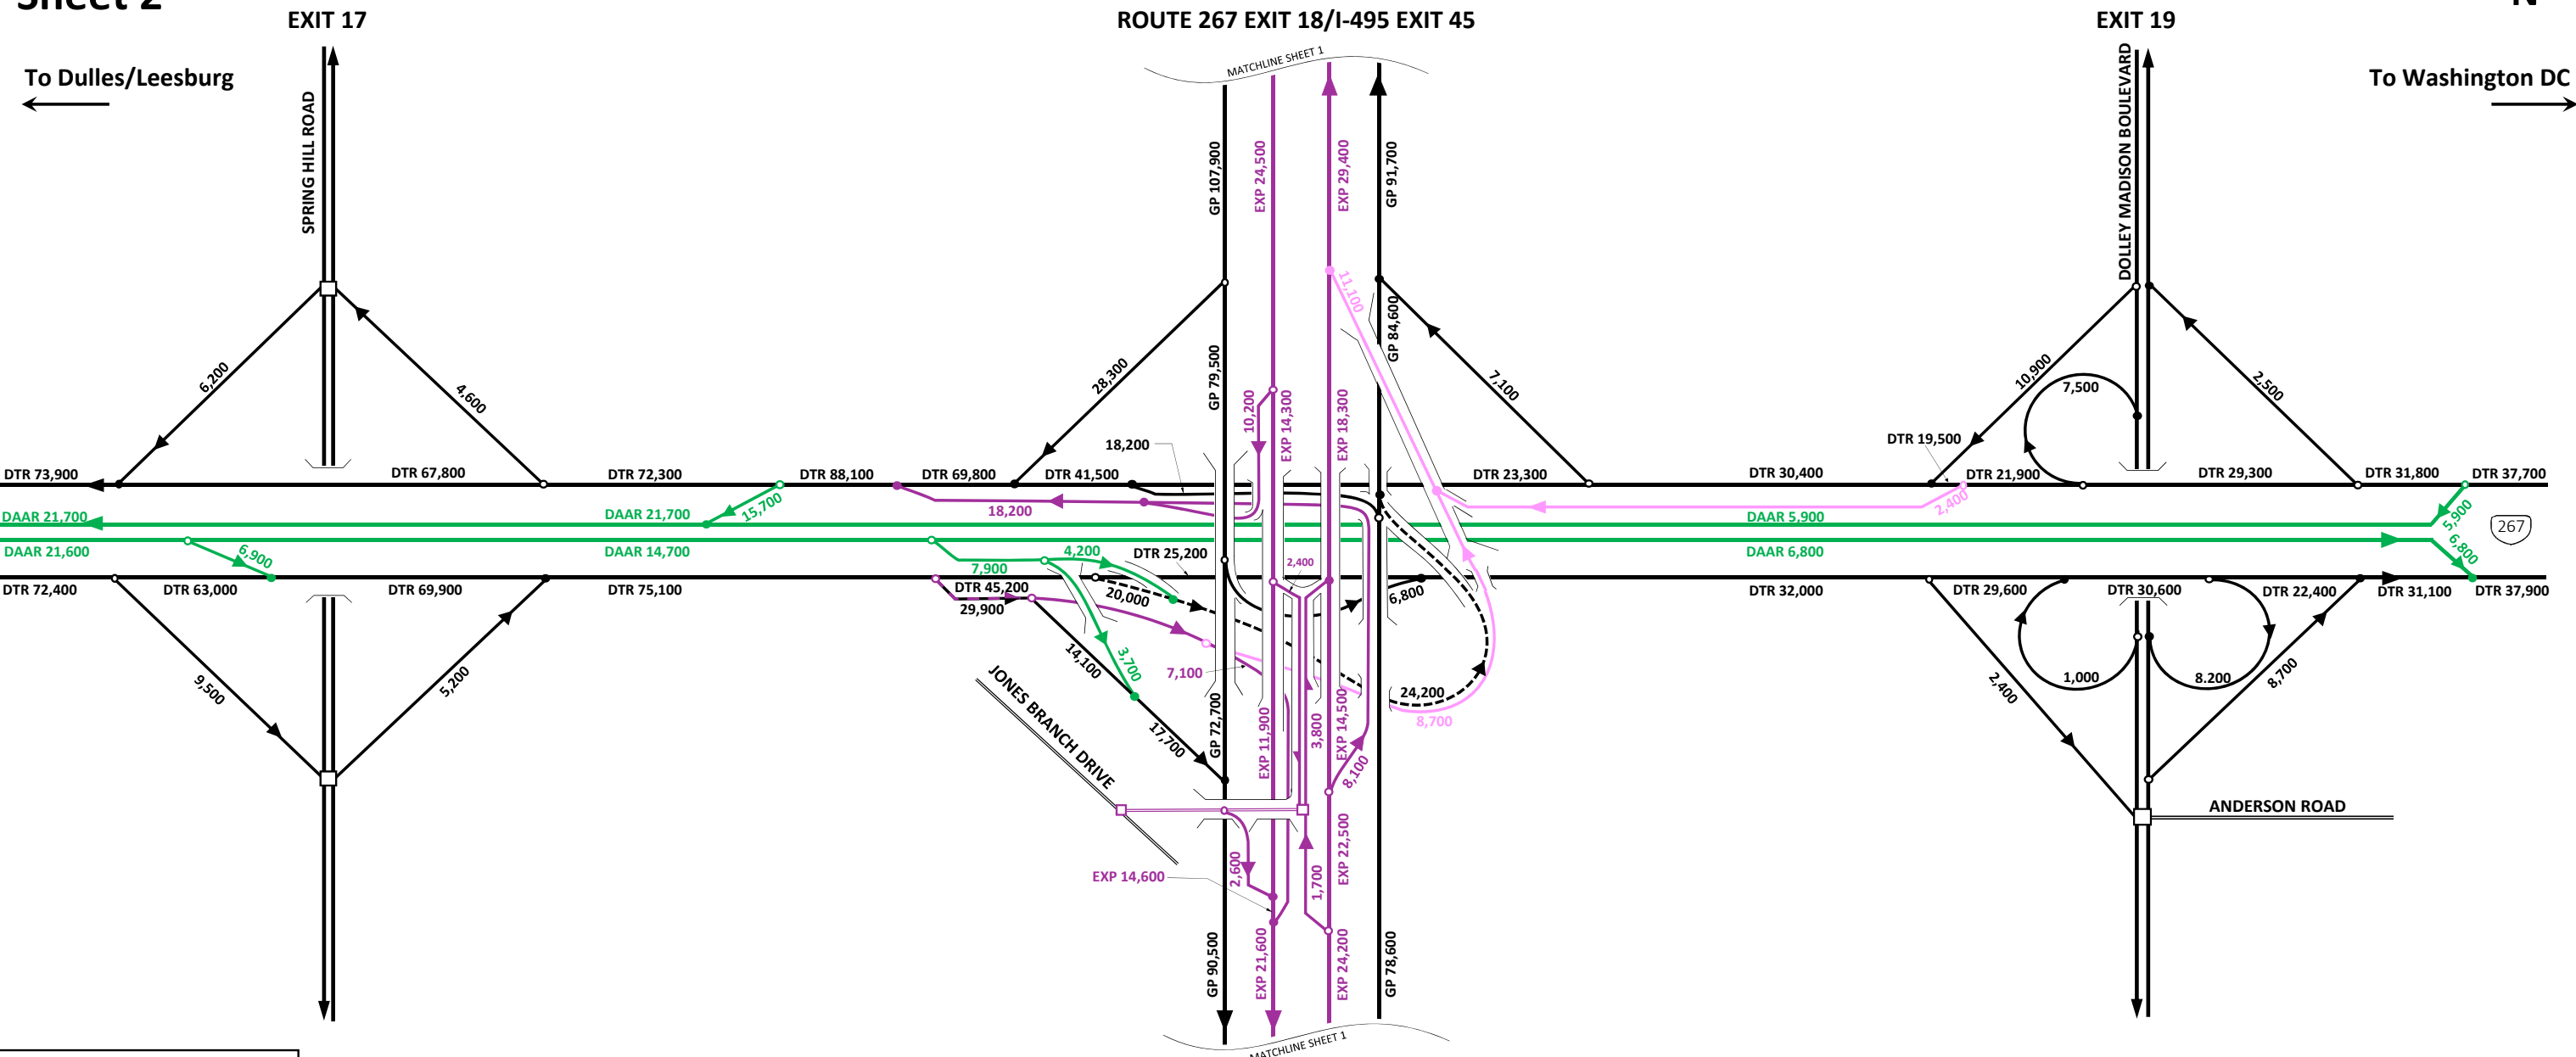 Sheet 2
EXIT 17
ROUTE 267 EXIT 18/I-495 EXIT 45
EXIT 19
N
To Dulles/Leesburg
To Washington DC
MATCHLINE SHEET 1
SPRING HILL ROAD
DOLLEY MADISON BOULEVARD
GP 107,900
EXP 24,500
EXP 29,400
GP 91,700
11,100
GP 84,600
6,200
4,600
28,300
GP 79,500
10,200
EXP 14,300
EXP 18,300
7,100
10,900
7,500
2,500
18,200
DTR 19,500
DTR 73,900
DTR 67,800
DTR 72,300
DTR 88,100
DTR 69,800
DTR 41,500
DTR 23,300
DTR 30,400
DTR 21,900
DTR 29,300
DTR 31,800
DTR 37,700
15,700
18,200
2,400
5,900
DAAR 21,700
DAAR 21,700
DAAR 5,900
267
DAAR 21,600
6,900
DAAR 14,700
7,900
4,200
DTR 25,200
2,400
DAAR 6,800
6,800
DTR 72,400
DTR 63,000
DTR 69,900
DTR 75,100
DTR 45,200
29,900
20,000
6,800
DTR 32,000
DTR 29,600
DTR 30,600
DTR 22,400
DTR 31,100
DTR 37,900
9,500
5,200
14,100
3,700
7,100
24,200
8,700
2,400
1,000
8.200
8,700
JONES BRANCH DRIVE
17,700
GP 72,700
EXP 11,900
3,800
EXP 14,500
8,100
ANDERSON ROAD
EXP 14,600
2,600
1,700
EXP 22,500
GP 90,500
EXP 21,600
EXP 24,200
GP 78,600
MATCHLINE SHEET 1